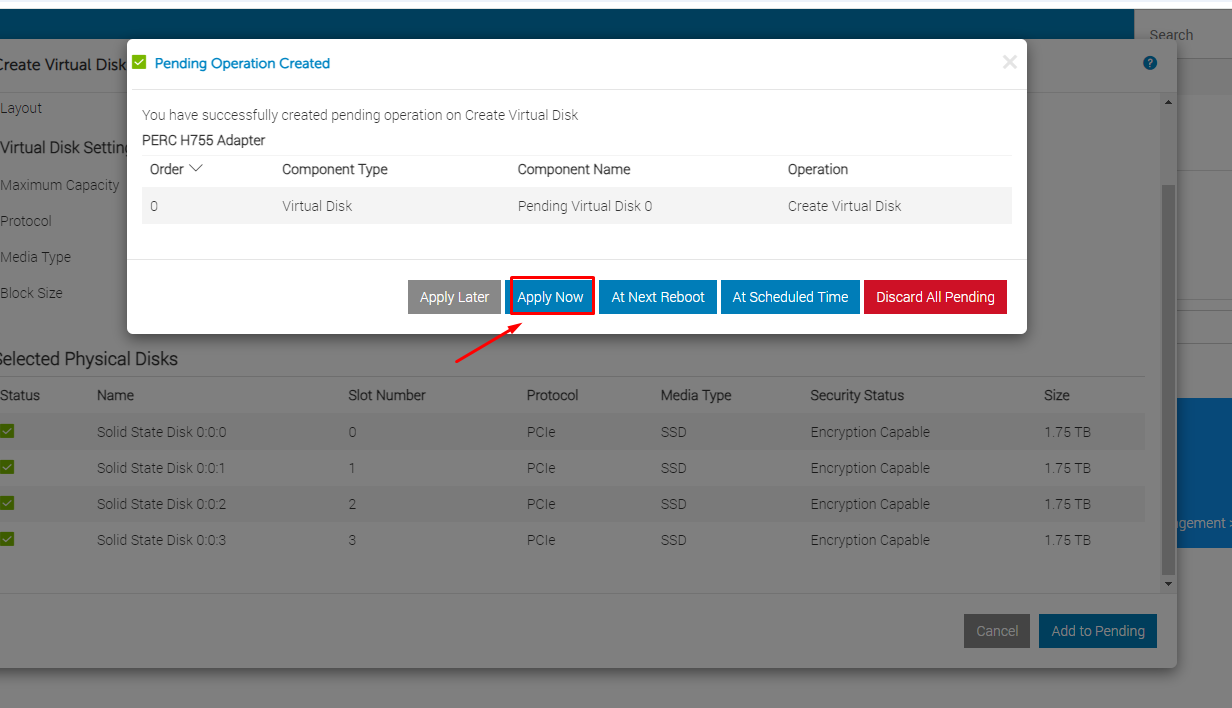 Search
Create Virtual Disk
Pending Operation Created
Layout
You have successfully created pending operation on Create Virtual Disk
PERC H755 Adapter
Virtual Disk Settin
Order Component Type Component Name Operation
Maximum Capacity
0 Virtual Disk Pending Virtual Disk 0 Create Virtual Disk
Protocol
Media Type
Block Size
Apply Later Apply Now At Next Reboot At Scheduled Time Discard All Pending
Selected Physical Disks
Status Name Slot Number Protocol Media Type Security Status Size
Solid State Disk 0:0:0 0 PCIe SSD Encryption Capable 1.75 TB
Solid State Disk 0:0:1 1 PCIe SSD Encryption Capable 1.75 TB
Solid State Disk 0:0:2 2 PCIe SSD Encryption Capable 1.75 TB
agement >
Solid State Disk 0:0:3 3 PCIe SSD Encryption Capable 1.75 TB
Cancel Add to Pending